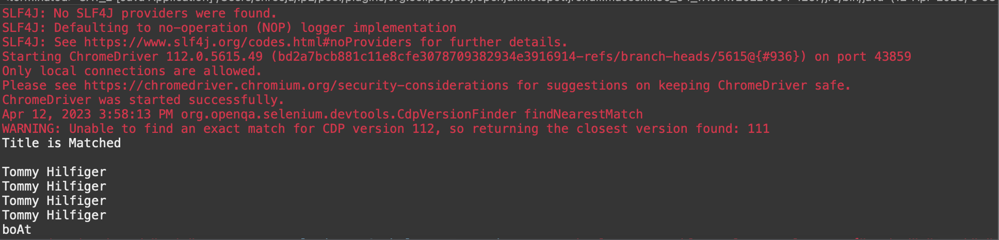 SLF4J: No SLF4J providers were found.
SLF4J: Defaulting to no-operation (NOP) logger implementation
SLF4J: See https://www.slf4j.org/codes.html#noProviders for further details.
Starting ChromeDriver 112.0.5615.49 (bd2a7bcb881c11e8cfe3078709382934e3916914-refs/branch-heads/5615@{#936}) on port 43859
Only local connections are allowed.
Please see https://chromedriver.chromium.org/security-considerations for suggestions on keeping ChromeDriver safe.
ChromeDriver was started successfully.
Apr 12, 2023 3:58:13 PM org.openqa.selenium.devtools.CdpVersionFinder findNearestMatch
WARNING: Unable to find an exact match for CDP version 112, so returning the closest version found: 111
Title is Matched
Tommy Hilfiger
Tommy Hilfiger
Tommy Hilfiger
Tommy Hilfiger
boAt